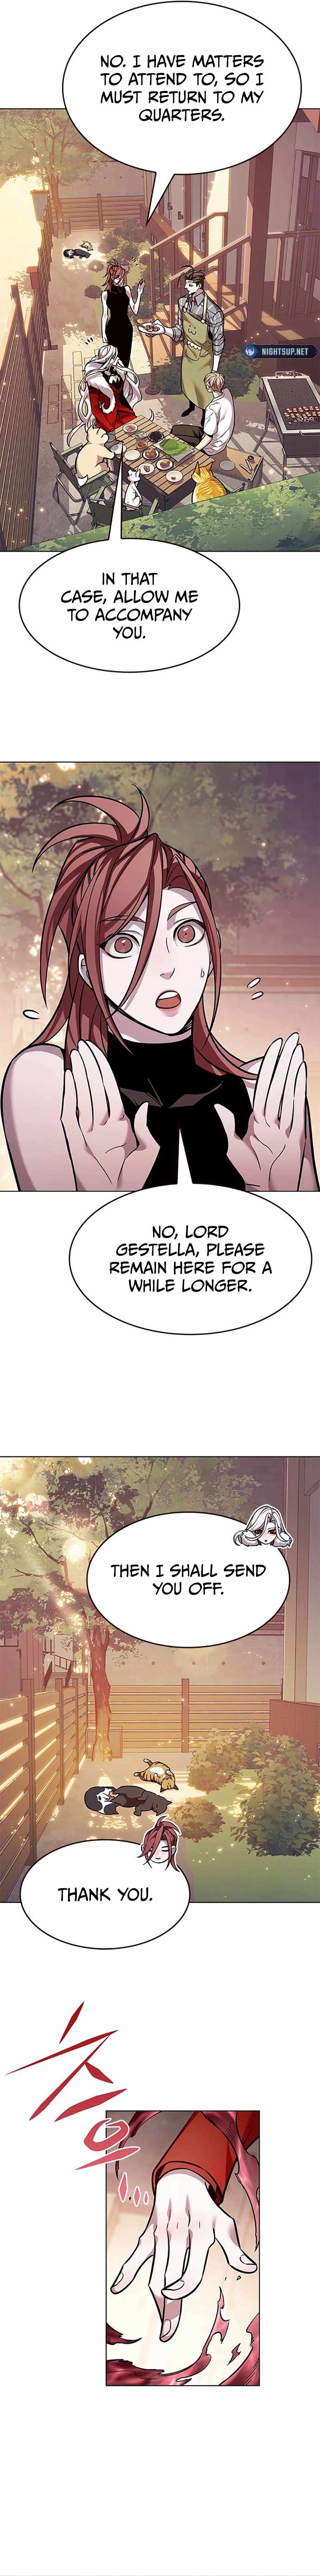 NO. I HAVE MATTERS
TO ATTEND TO, SO I
MUST RETURN TO MY
QUARTERS.
NIGHTSUP.NET
IN THAT
CASE, ALLOW ME
TO ACCOMPANY
YOU.
NO, LORD
GESTELLA, PLEASE
REMAIN HERE FOR A
WHILE LONGER.
THEN I SHALL SEND
YOU OFF.
THANK YOU.
츠으